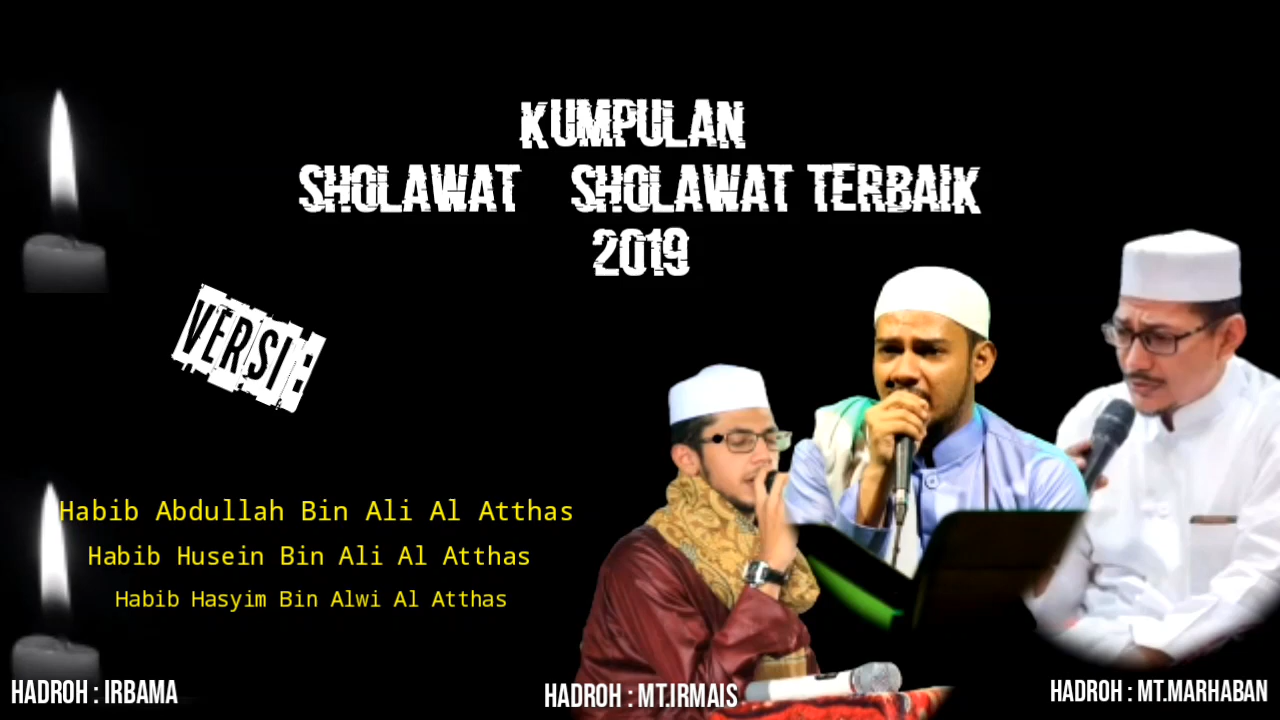 KUMPULAN
SHOLAWAT SHOLAWAT TERBAIK
2019
VERSI :
Habib Abdullah Bin Ali Al Atthas
Habib Husein Bin Ali Al Atthas
Habib Hasyim Bin Alwi Al Atthas
HADROH : IRBAMA
HADROH : MT.IRMAIS
HADROH : MT.MARHABAN